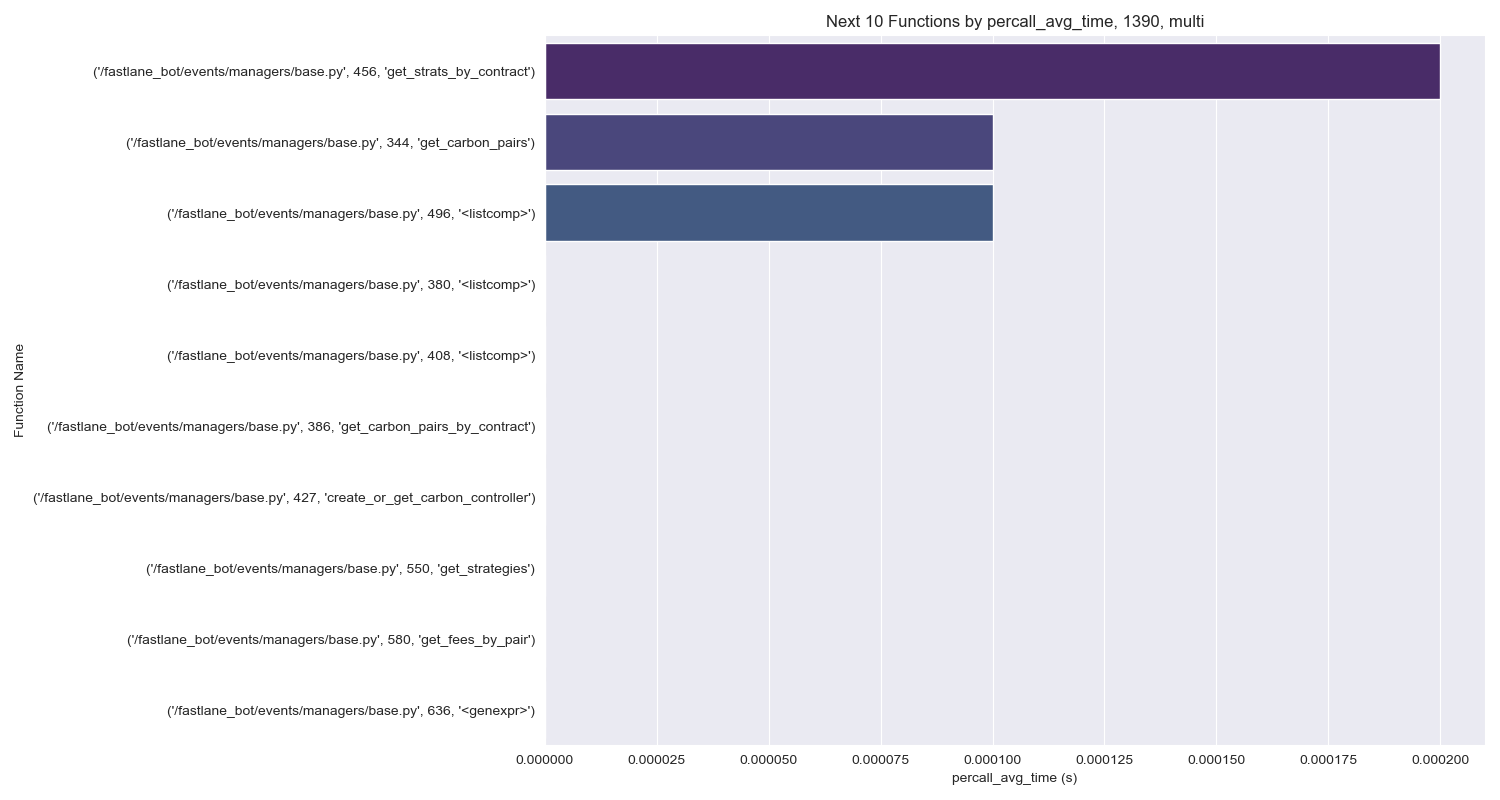 Next 10 Functions by percall_avg_time, 1390, multi
('/fastlane_bot/events/managers/base.py', 456, 'get_strats_by_contract')
('/fastlane_bot/events/managers/base.py', 344, 'get_carbon_pairs')
('/fastlane_bot/events/managers/base.py', 496, '<listcomp>')
('/fastlane_bot/events/managers/base.py', 380, '<listcomp>')
('/fastlane_bot/events/managers/base.py', 408, '<listcomp>')
('/fastlane_bot/events/managers/base.py', 386, 'get_carbon_pairs_by_contract')
('/fastlane_bot/events/managers/base.py', 427, 'create_or_get_carbon_controller')
('/fastlane_bot/events/managers/base.py', 550, 'get_strategies')
('/fastlane_bot/events/managers/base.py', 580, 'get_fees_by_pair')
('/fastlane_bot/events/managers/base.py', 636, '<genexpr>')
Function Name
0.000000 0.000025 0.000050 0.000075 0.000100 0.000125 0.000150 0.000175 0.000200
percall_avg_time (s)